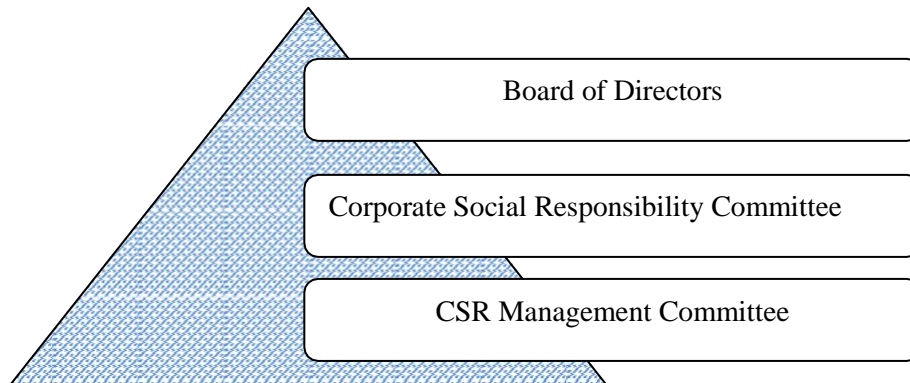 Board of Directors
Corporate Social Responsibility Committee
CSR Management Committee